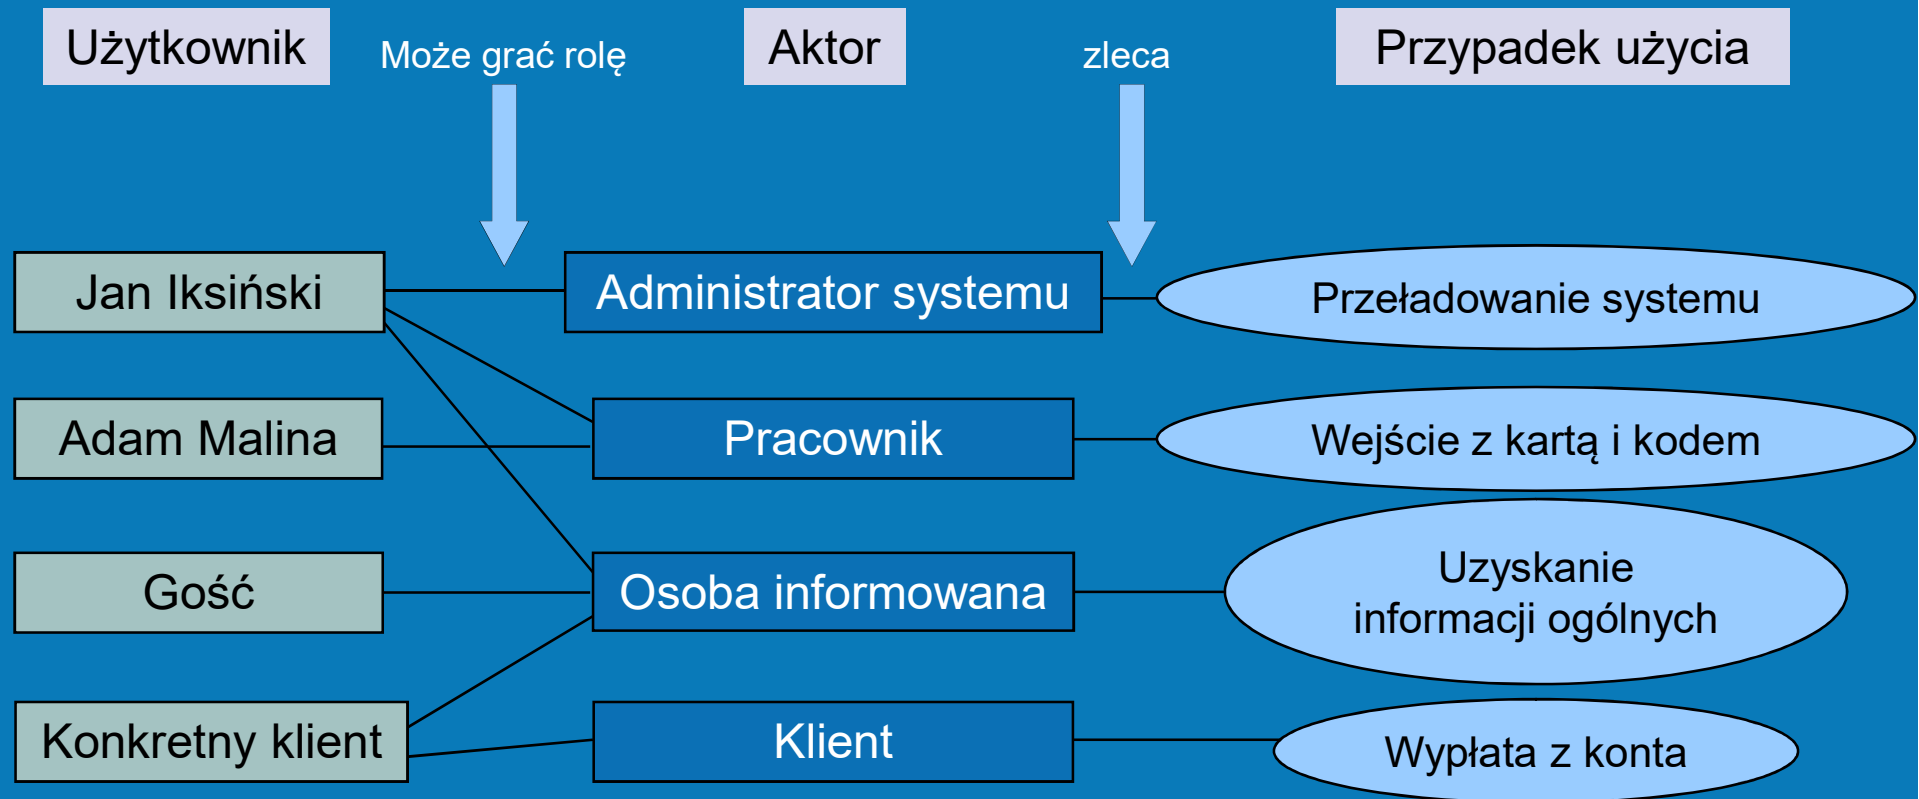 Użytkownik
Może grać rolę
Aktor
zleca
Przypadek użycia
Jan Iksiński
Administrator systemu
Przeładowanie systemu
Adam Malina
Pracownik
Wejście z kartą i kodem
Gość
Osoba informowana
Uzyskanie
informacji ogólnych
Konkretny klient
Klient
Wypłata z konta